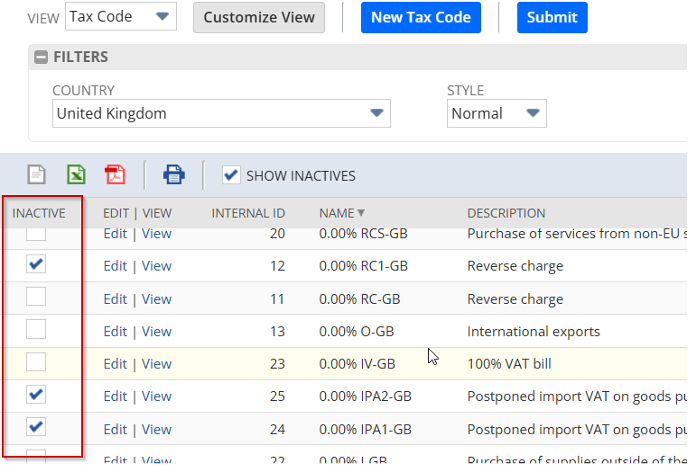 VIEW Tax Code Customize View New Tax Code Submit
FILTERS
COUNTRY STYLE
United Kingdom Normal
SHOW INACTIVES
INACTIVE EDIT | VIEW INTERNAL ID NAME DESCRIPTION
Edit | View 20 0.00% RCS-GB Purchase of services from non-EU s
Edit | View 12 0.00% RC1-GB Reverse charge
Edit | View 11 0.00% RC-GB Reverse charge
Edit | View 13 0.00% O-GB International exports
Edit | View 23 0.00% IV-GB 100% VAT bill
Edit | View 25 0.00% IPA2-GB Postponed import VAT on goods pu
Edit | View 24 0.00% IPA1-GB Postponed import VAT on goods pu
Edit | View 22 0.00% I-GB Purchase of supplies outside of the